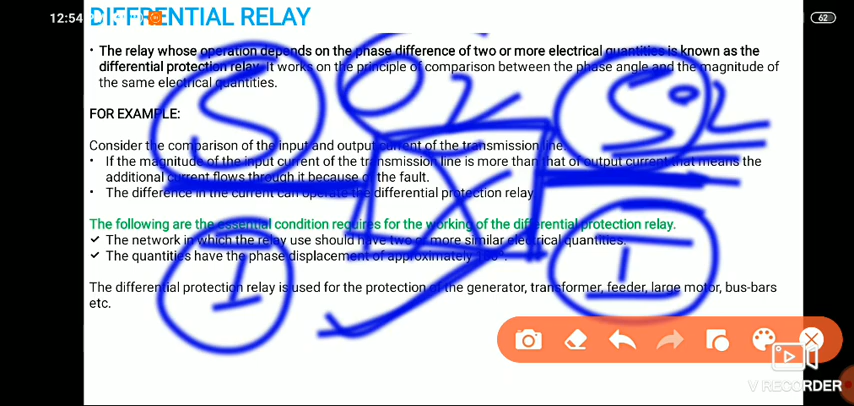 12:54
62
DIFFRENTIAL RELAY
• The relay whose operation depends on the phase difference of two or more electrical quantities is known as the
differential protection relay. It works on the principle of comparison between the phase angle and the magnitude of
the same electrical quantities.
FOR EXAMPLE:
Consider the comparison of the input and output current of the transmission line.
• If the magnitude of the input current of the transmission line is more than that of output current that means the
additional current flows through it because of the fault.
• The difference in the current can operate the differential protection relay.
The following are the essential condition requires for the working of the differential protection relay.
✓ The network in which the relay use should have two or more similar electrical quantities.
✓ The quantities have the phase displacement of approximately 180°.
The differential protection relay is used for the protection of the generator, transformer, feeder, large motor, bus-bars
etc.
V RECORDER